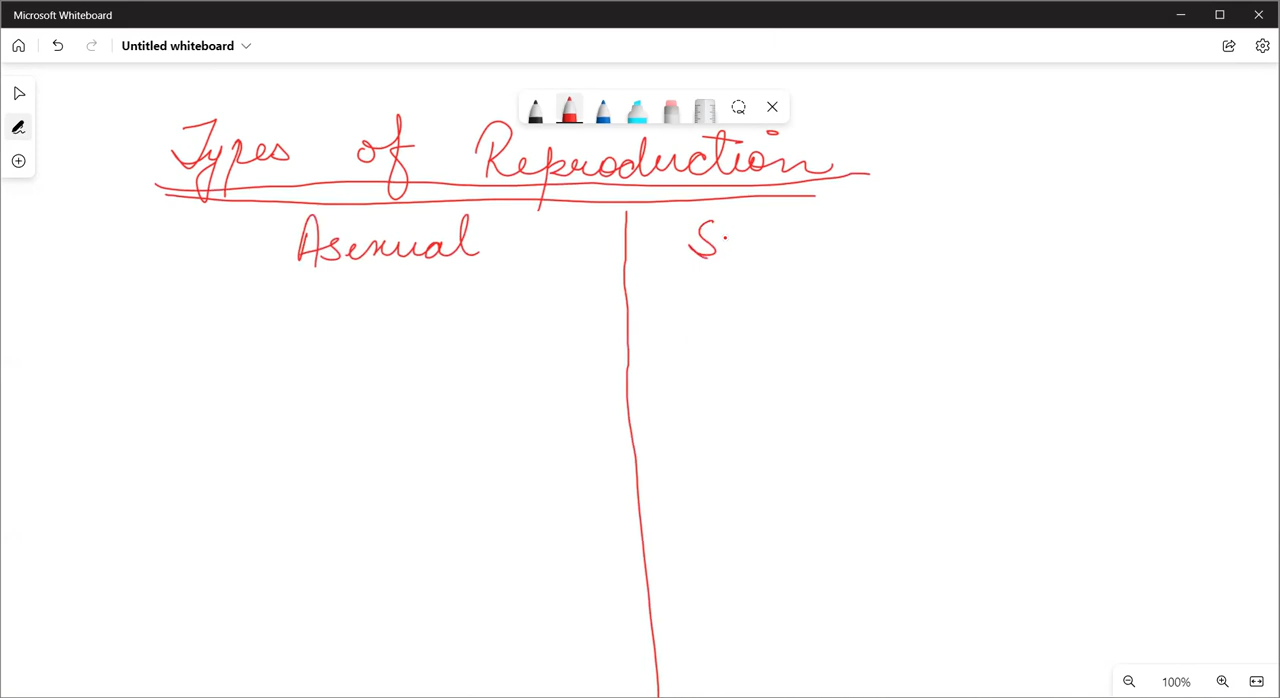 Microsoft Whiteboard
Untitled whiteboard
Types of Reproduction
Asexual S
100%